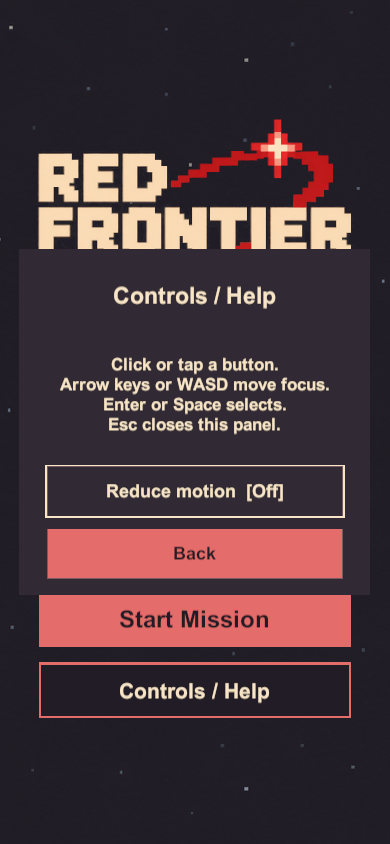 RED
FRONTIER
Controls / Help
Click or tap a button.
Arrow keys or WASD move focus.
Enter or Space selects.
Esc closes this panel.
Reduce motion [Off]
Back
Start Mission
Controls / Help